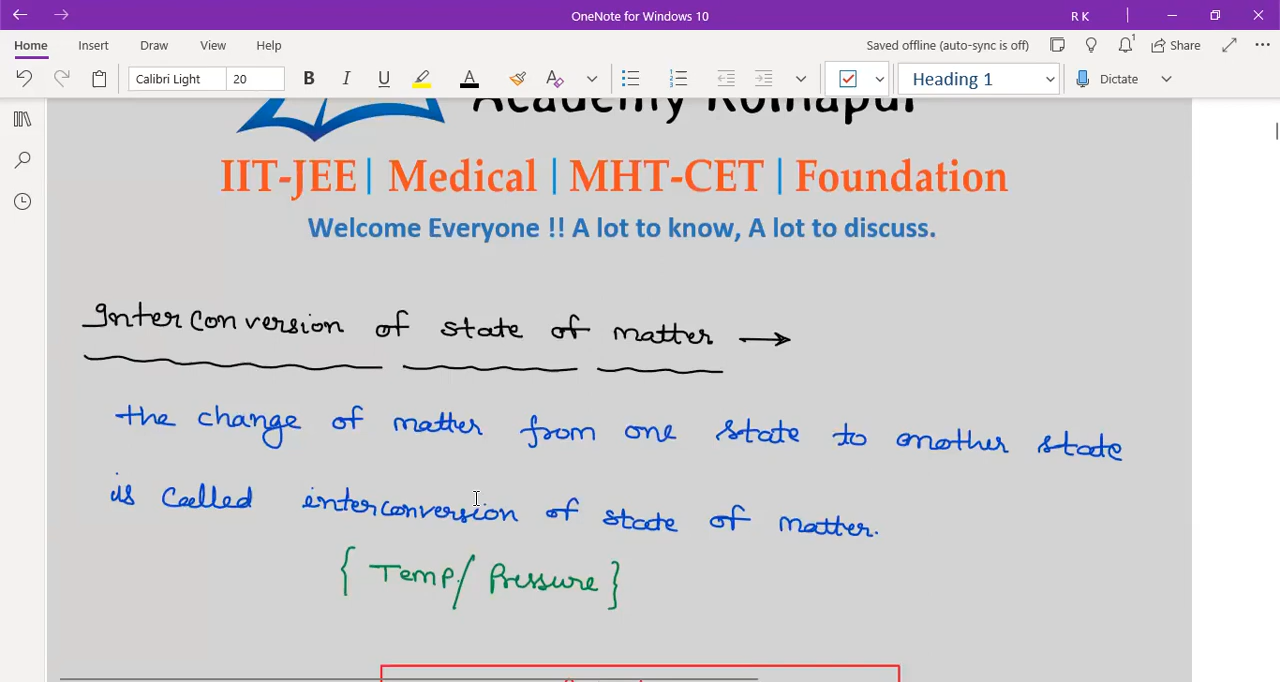 OneNote for Windows 10
R K
Home Insert Draw View Help
Saved offline (auto-sync is off)
Share
Calibri Light 20 B I U A A Heading 1 Dictate
Academy Kolhapur
IIT-JEE | Medical | MHT-CET | Foundation
Welcome Everyone !! A lot to know, A lot to discuss.
Interconversion of state of matter →
the change of matter from one state to another state
is called interconversion of state of matter.
{ Temp./ Pressure }